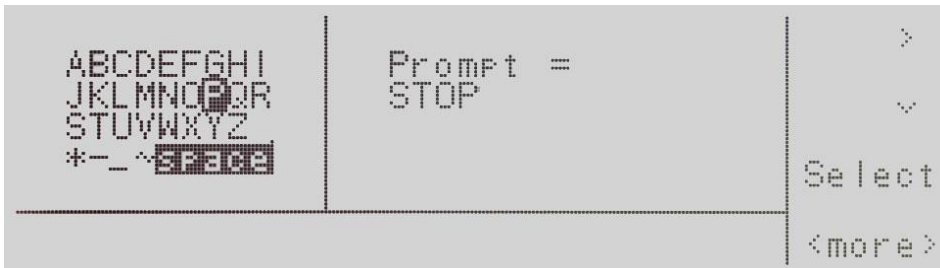 ABCDEFGHI
JKLMNOPQR
STUVWXYZ
*-_~space
Prompt =
STOP
>
v
Select
<more>